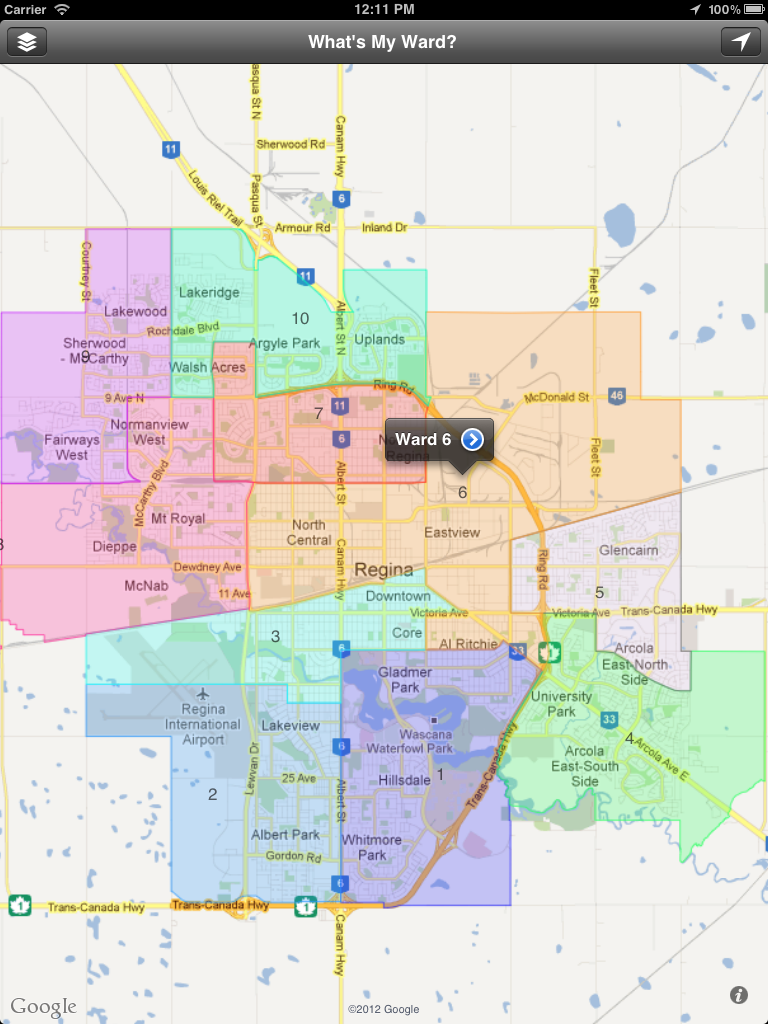 Carrier
12:11 PM
100%
What's My Ward?
asqua St N
Canam Hwy
Sherwood Rd
11
Louis Riel Trail
Pasqua St
6
Armour Rd
Inland Dr
Courtney St
11
Fleet St
Lakeridge
Lakewood
10
Albert St N
Rochdale Blvd
Argyle Park
Uplands
Sherwood
- McCarthy
9
Walsh Acres
Ring Rd
9 Ave N
McDonald St
46
7
11
Normanview
West
Ward 6
6
Fairways
West
Regina
Fleet St
McCarthy Blvd
Albert St
6
Mt Royal
North
Central
Eastview
Dieppe
Canam Hwy
Ring Rd
Glencairn
Dewdney Ave
Regina
McNab
11 Ave
Downtown
5
Victoria Ave
Victoria Ave
Trans-Canada Hwy
Core
3
6
Al Ritchie
33
1
Arcola
East-North
Side
Gladmer
Park
Regina
International
Airport
University
Park
Lakeview
Wascana
Waterfowl Park
33
6
4
Arcola Ave E
Arcola
East-South
Side
Lewvan Dr
25 Ave
Hillsdale
1
Trans-Canada Hwy
2
Albert St
Albert Park
Whitmore
Park
Gordon Rd
6
1
Trans-Canada Hwy
Trans-Canada Hwy
1
Canam Hwy
Google
©2012 Google
i